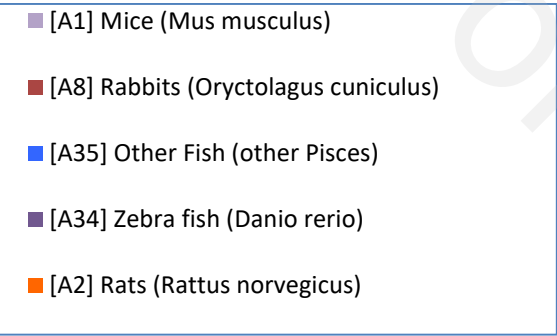 [A1] Mice (Mus musculus)
[A8] Rabbits (Oryctolagus cuniculus)
[A35] Other Fish (other Pisces)
[A34] Zebra fish (Danio rerio)
[A2] Rats (Rattus norvegicus)